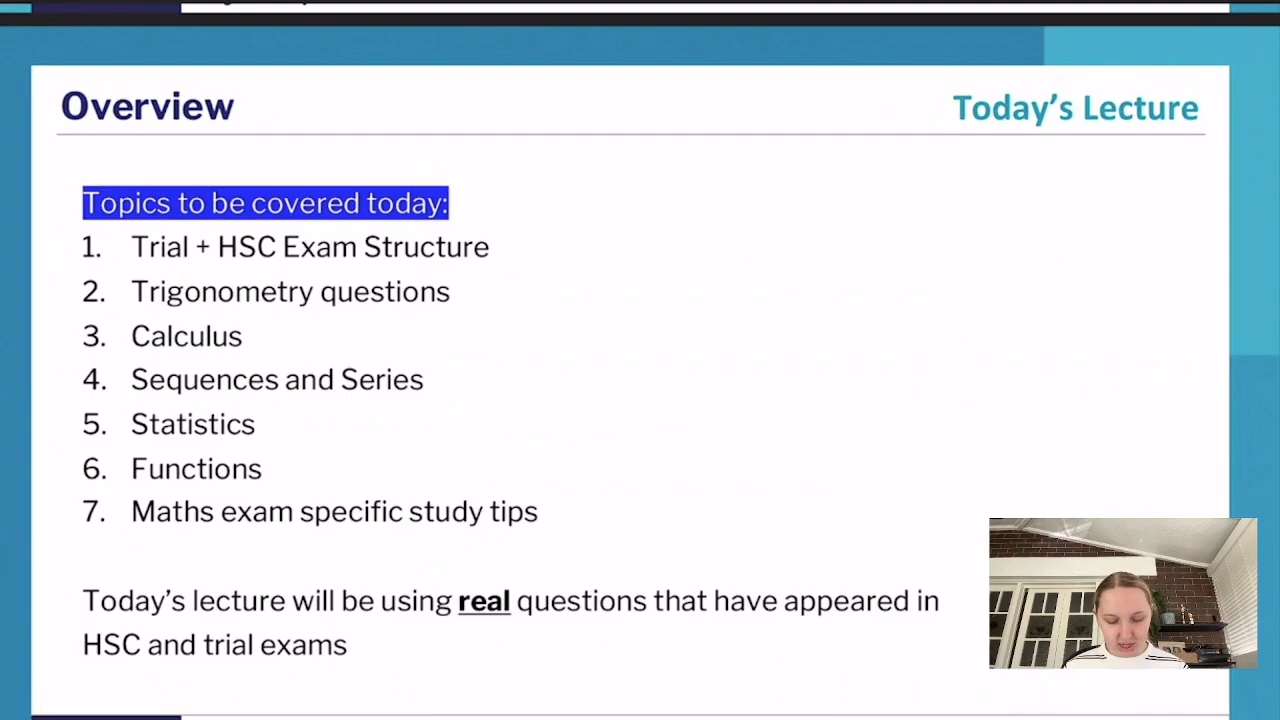 Overview
Today's Lecture
Topics to be covered today:
1. Trial + HSC Exam Structure
2. Trigonometry questions
3. Calculus
4. Sequences and Series
5. Statistics
6. Functions
7. Maths exam specific study tips
Today's lecture will be using real questions that have appeared in
HSC and trial exams